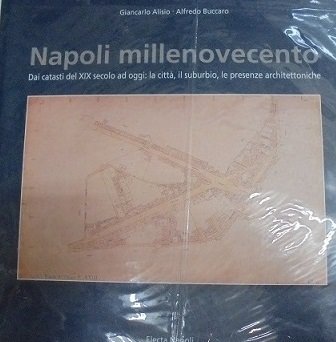 Giancarlo Alisio · Alfredo Buccaro
Napoli millenovecento
Dai catasti del XIX secolo ad oggi: la città, il suburbio, le presenze architettoniche
Electa Napoli